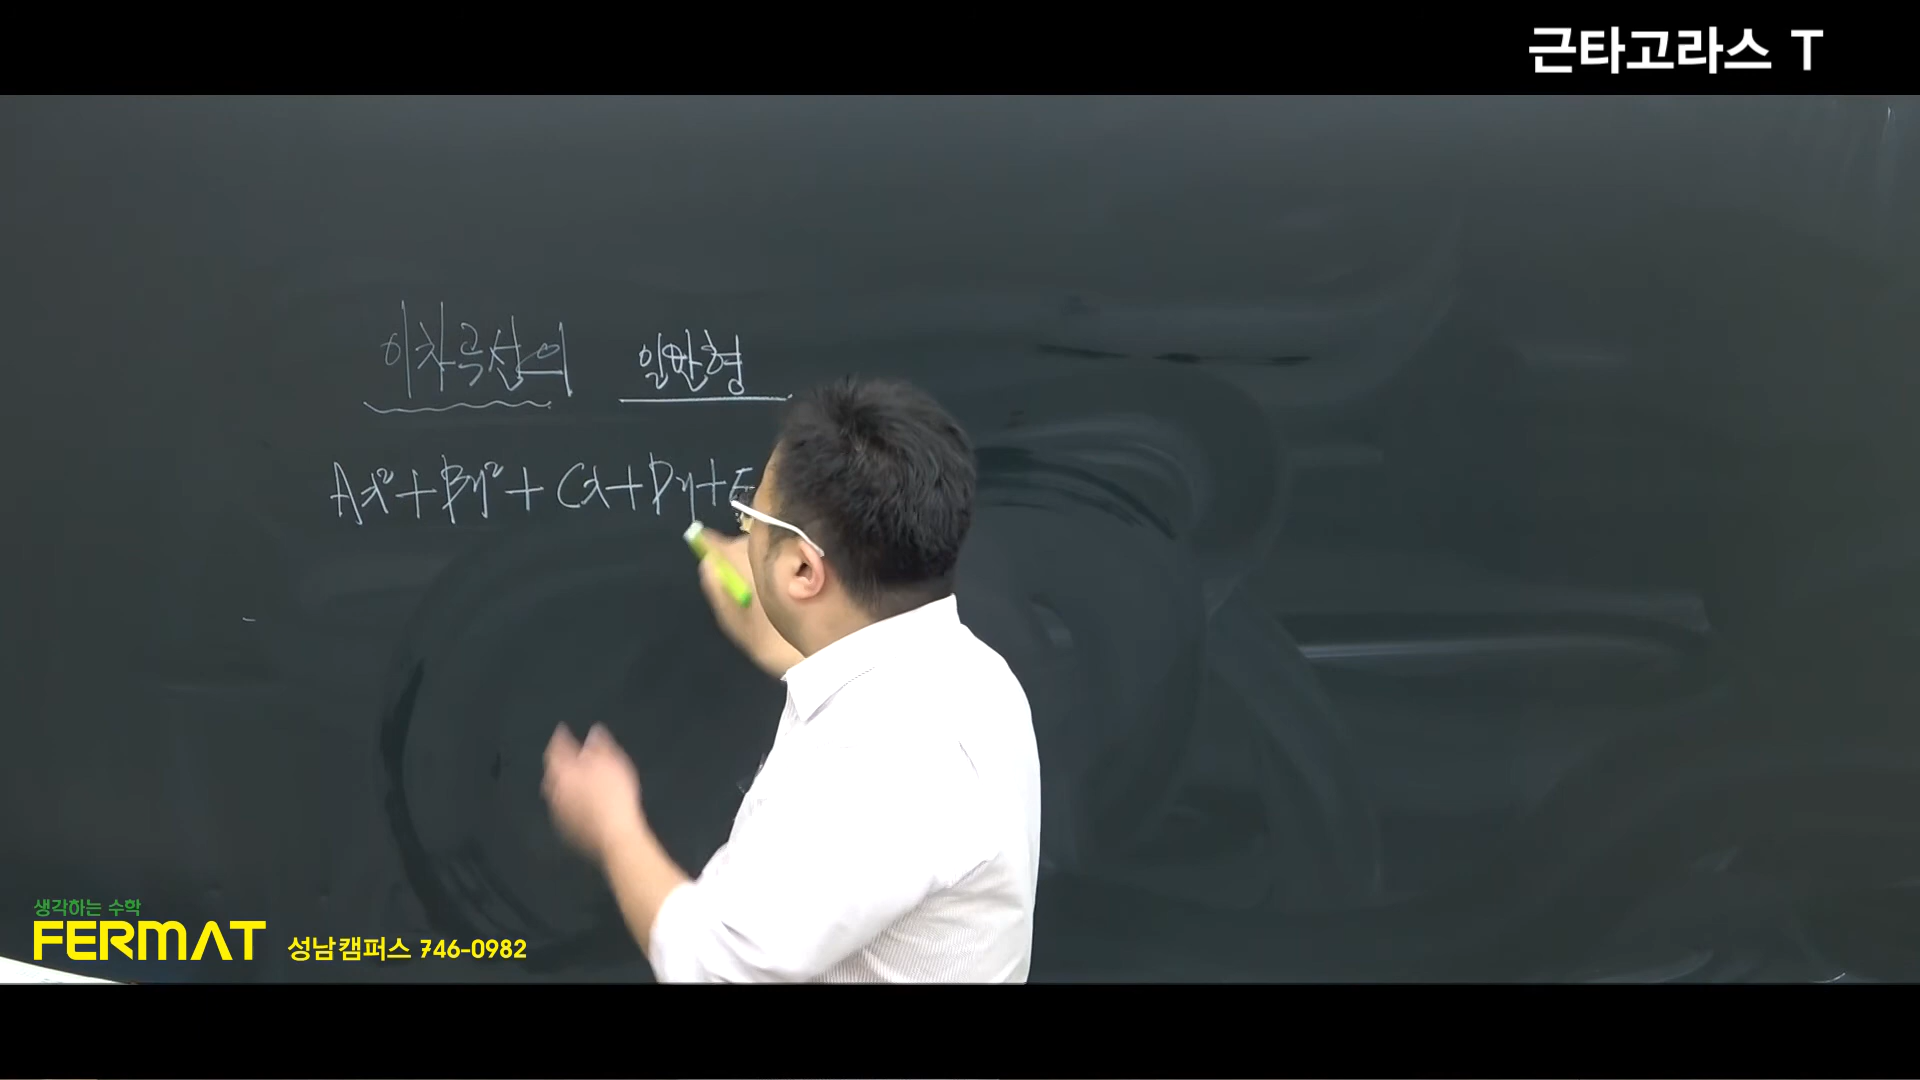 근타고라스 T
이차곡선의 일반형
Ax²+By²+Cx+Dy+E
생각하는 수학
FERMAT 성남캠퍼스 746-0982